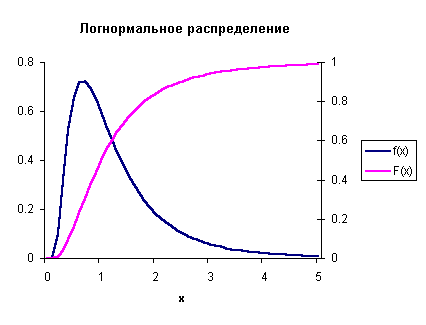 Логнормальное распределение
0.8
0.6
0.4
0.2
0
1
0.8
0.6
0.4
0.2
0
0 1 2 3 4 5
x
f(x)
F(x)